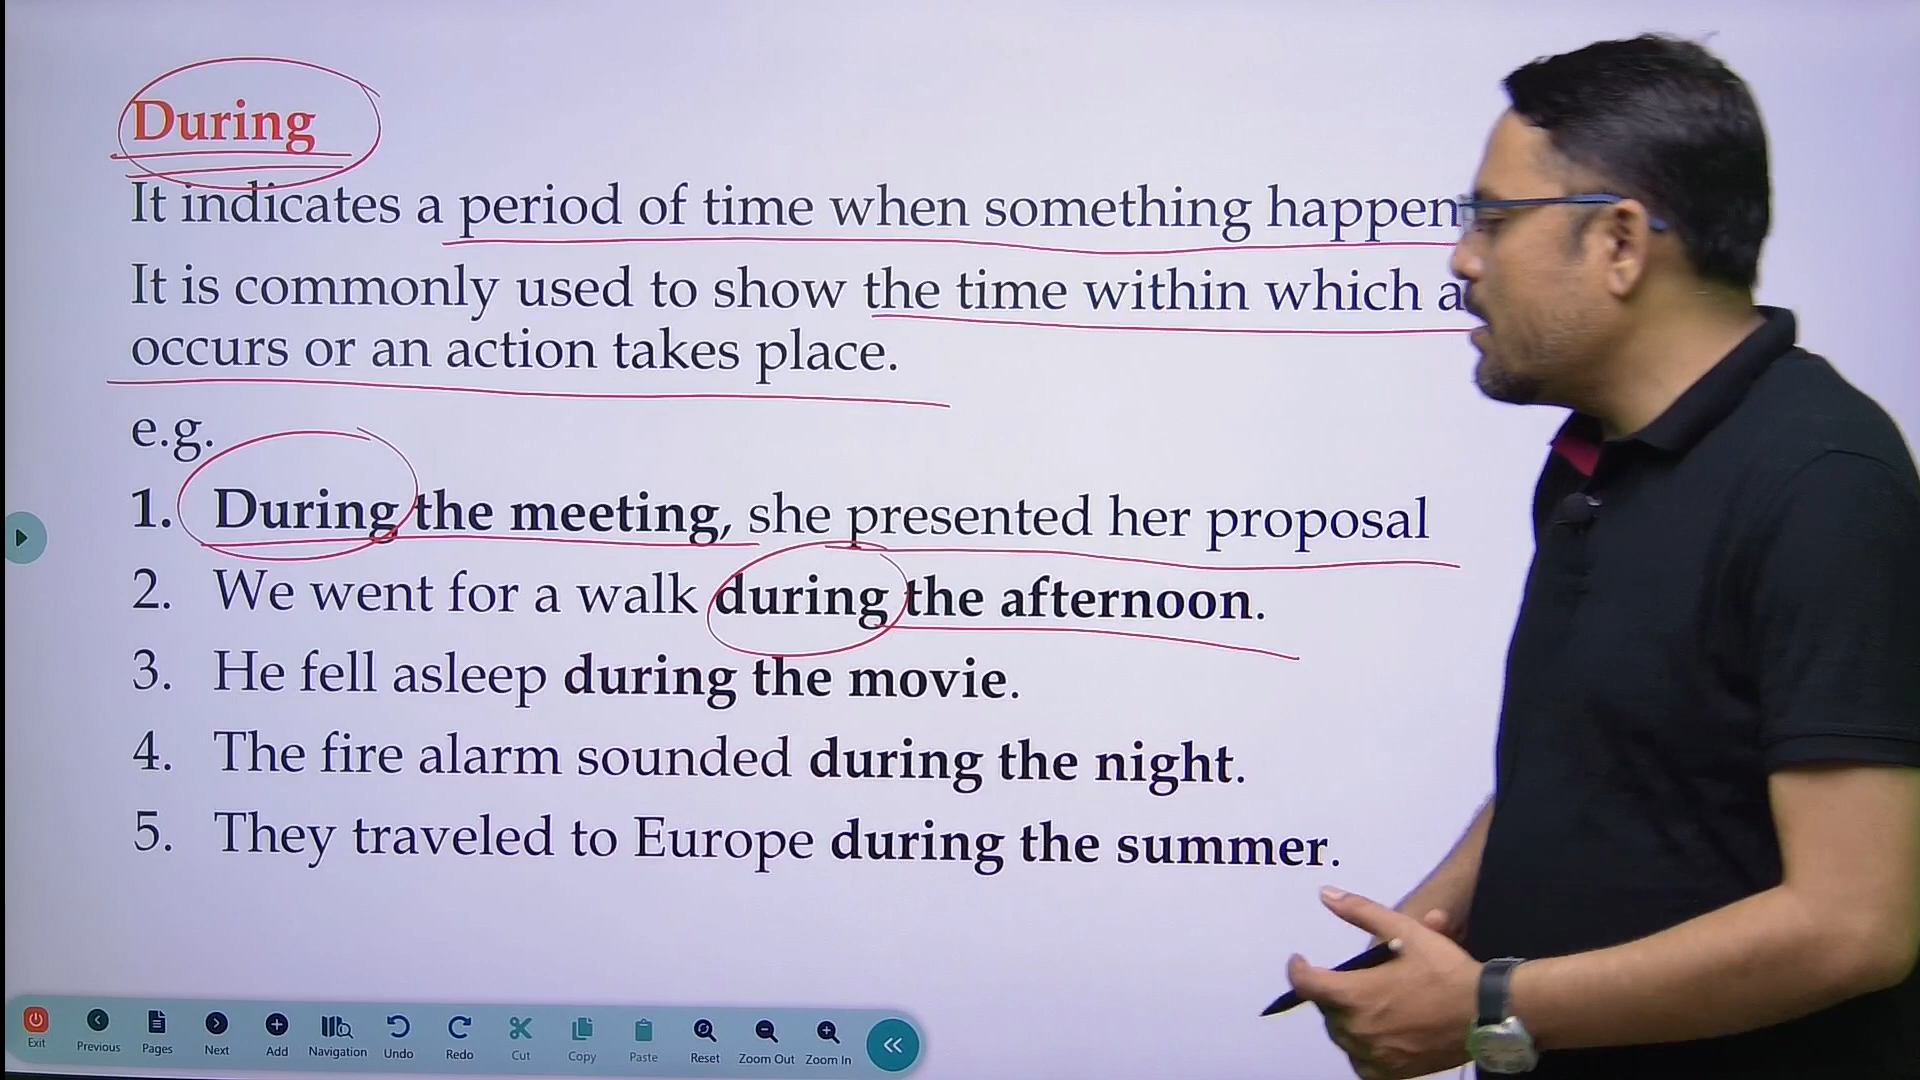 During
It indicates a period of time when something happen
It is commonly used to show the time within which a
occurs or an action takes place.
e.g.
1. During the meeting, she presented her proposal
2. We went for a walk during the afternoon.
3. He fell asleep during the movie.
4. The fire alarm sounded during the night.
5. They traveled to Europe during the summer.
Exit Previous Pages Next Add Navigation Undo Redo Cut Copy Paste Reset Zoom Out Zoom In